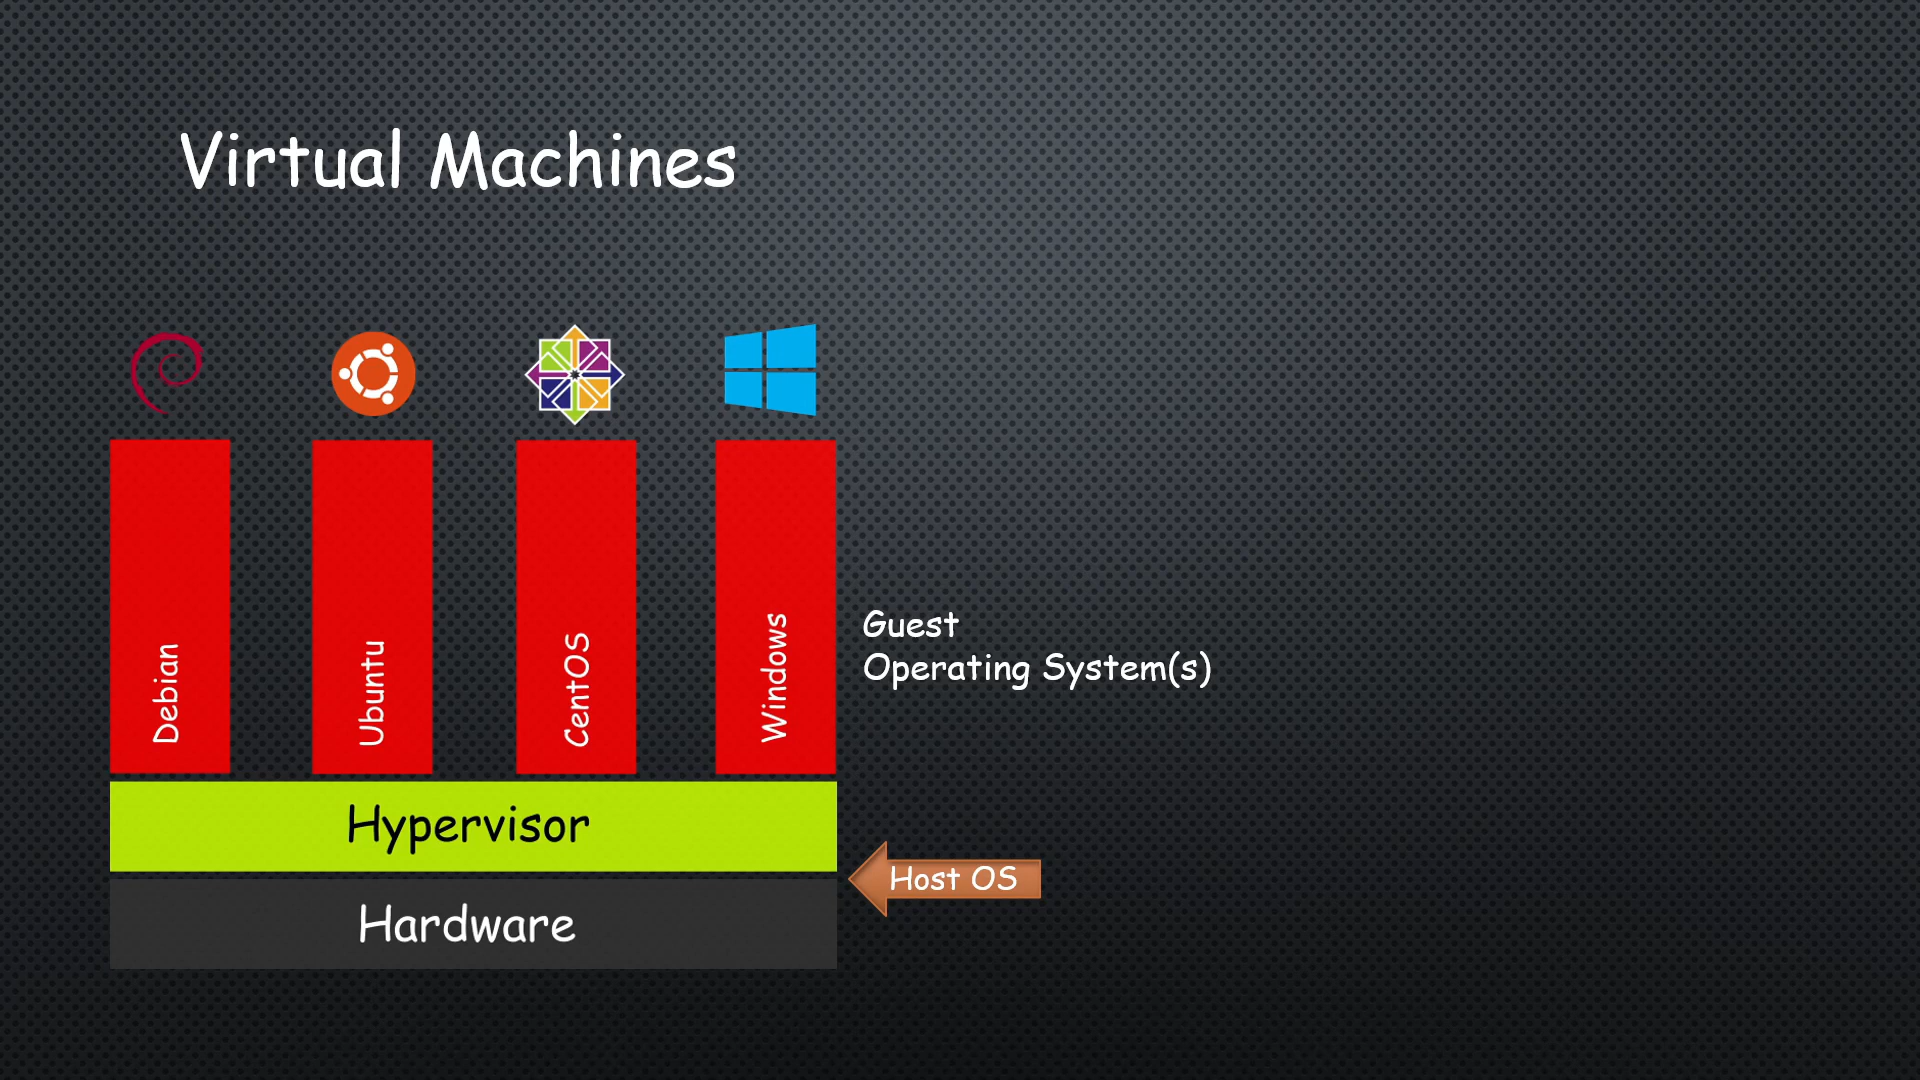 Virtual Machines
Debian
Ubuntu
CentOS
Windows
Guest
Operating System(s)
Hypervisor
Host OS
Hardware